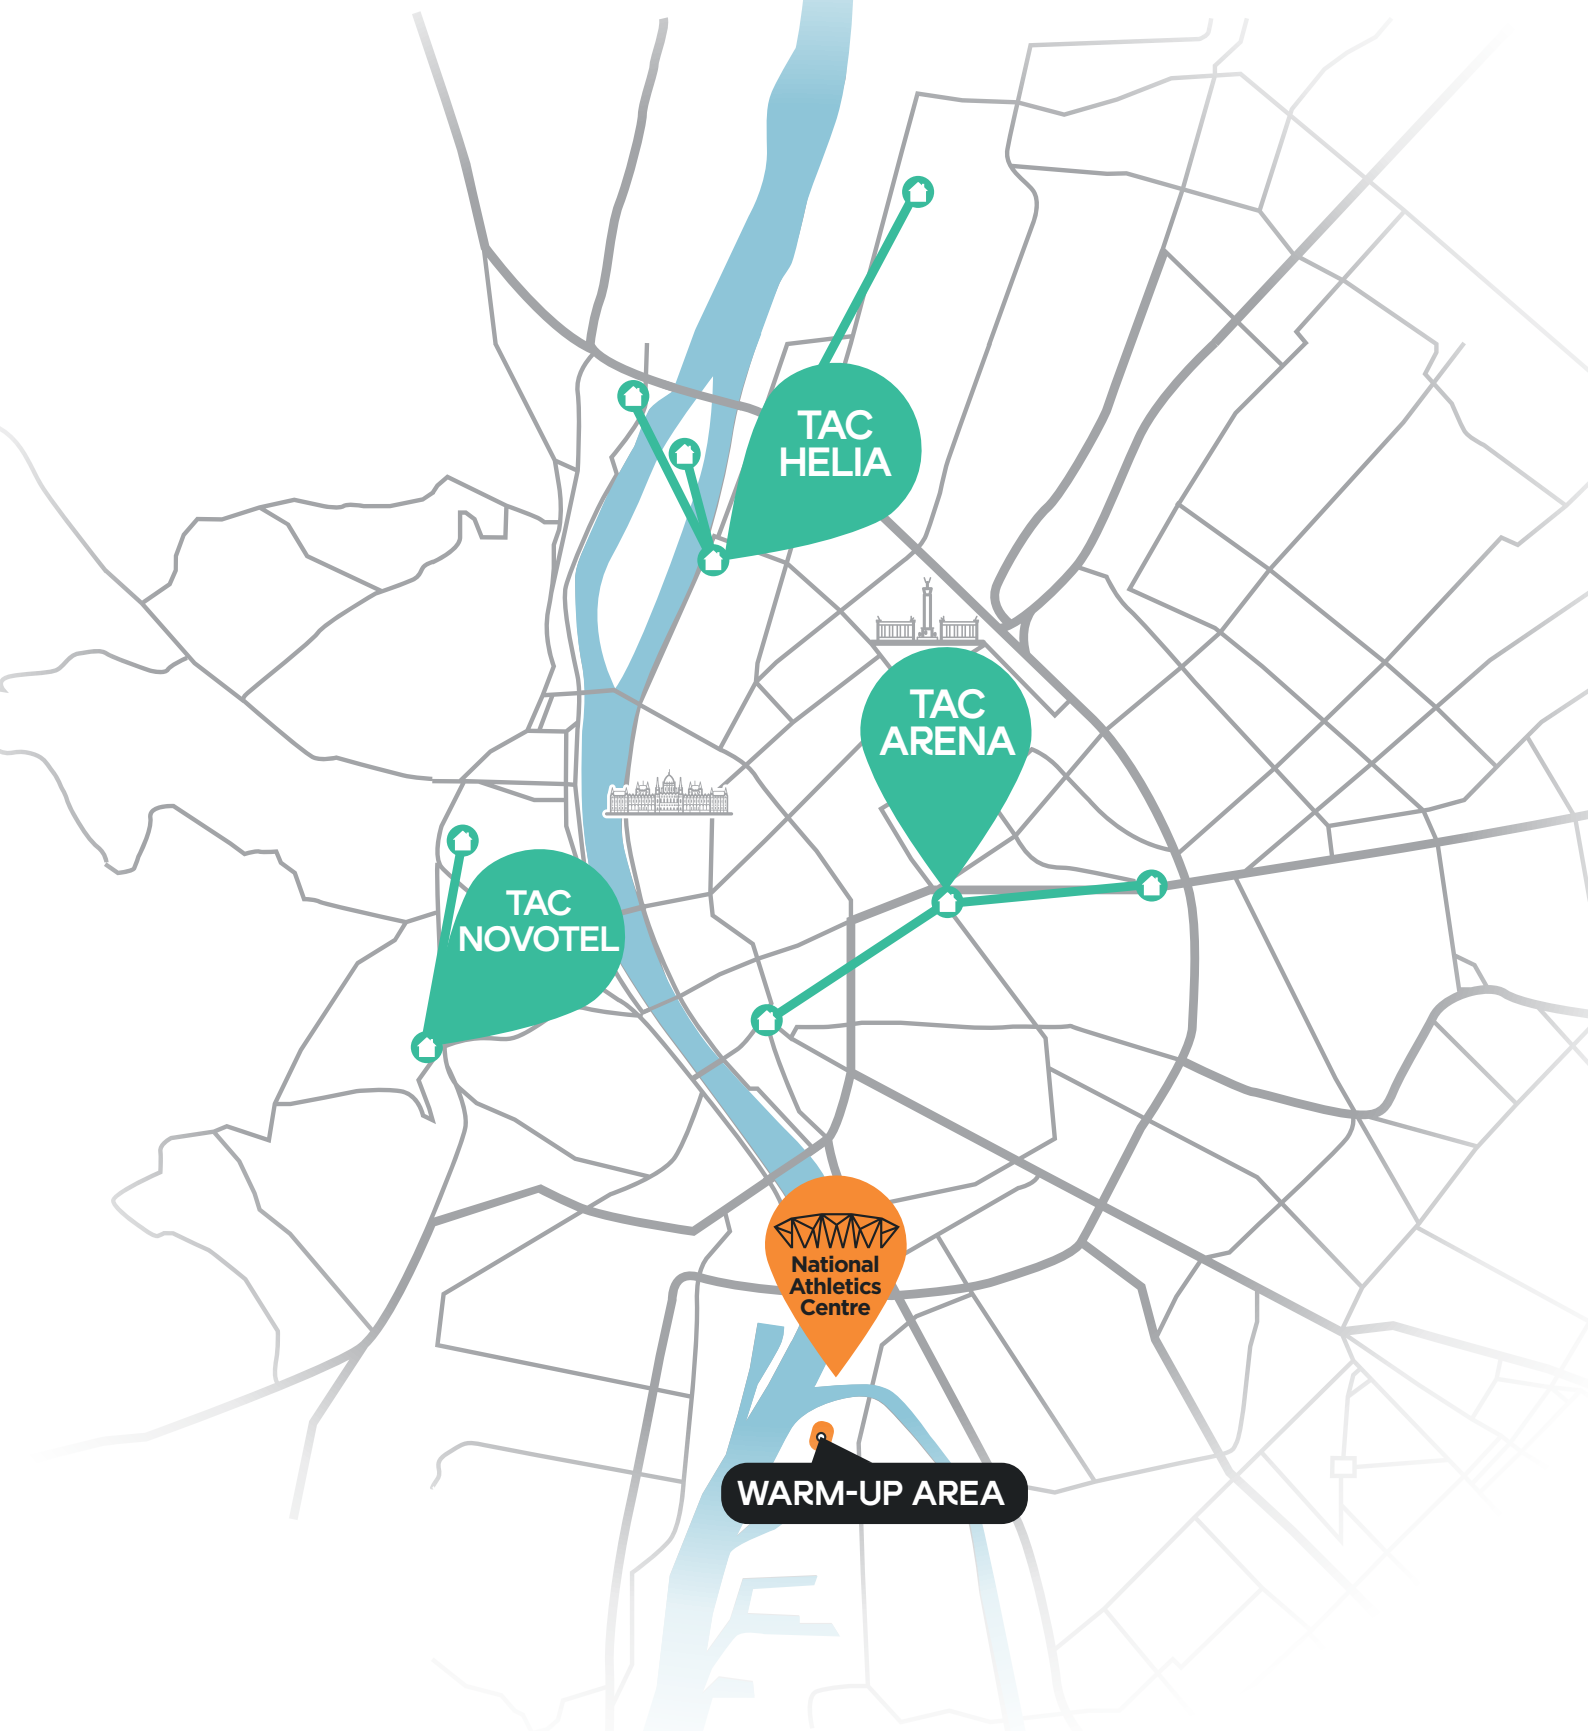 TAC
HELIA
TAC
ARENA
TAC
NOVOTEL
National
Athletics
Centre
WARM-UP AREA